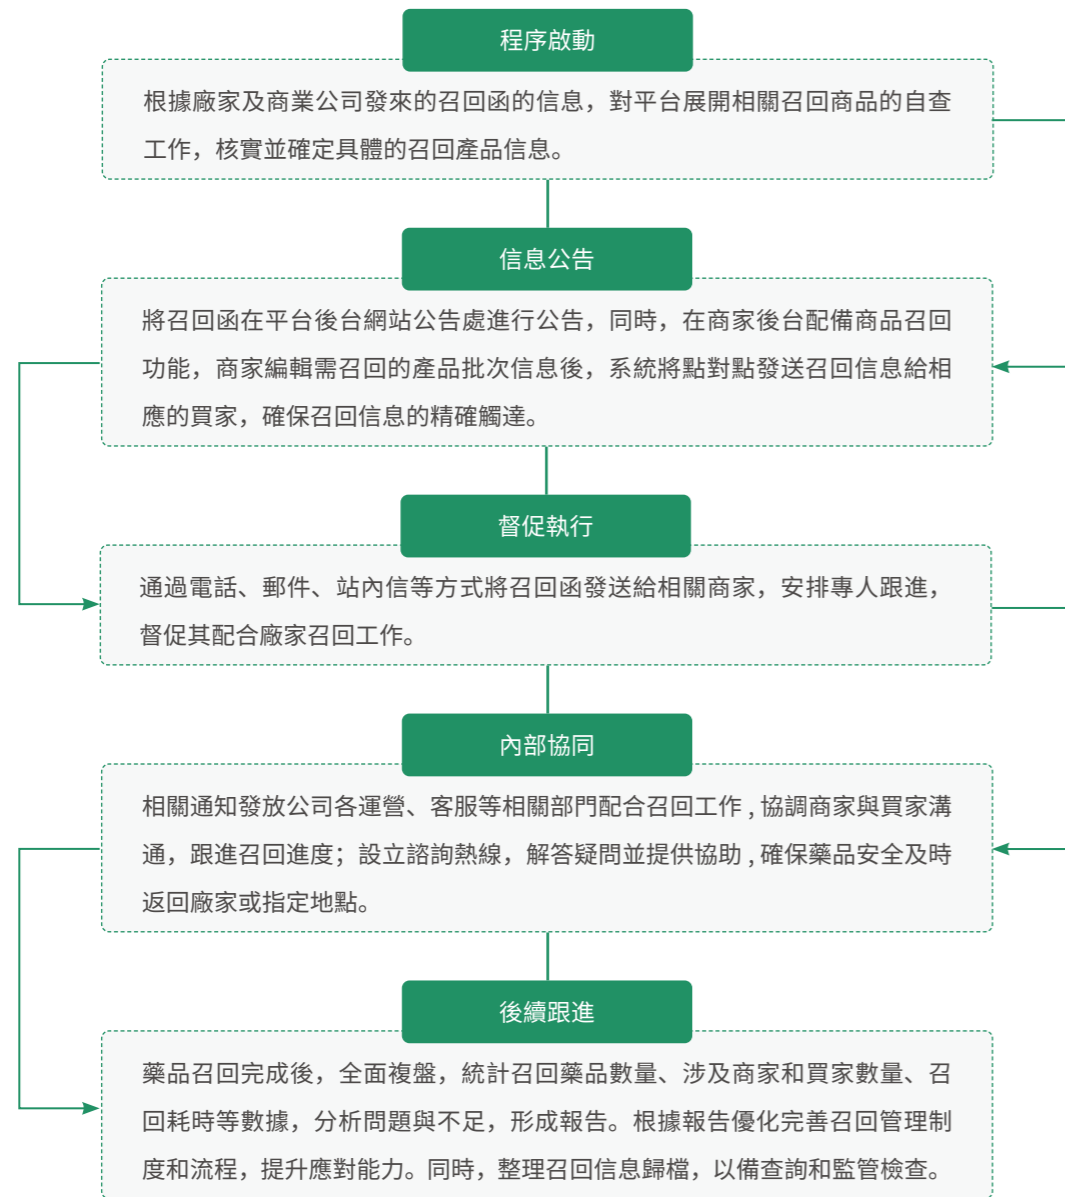 程序啟動
根據廠家及商業公司發來的召回函的信息，對平台展開相關召回商品的自查
工作，核實並確定具體的召回產品信息。
信息公告
將召回函在平台後台網站公告處進行公告，同時，在商家後台配備商品召回
功能，商家編輯需召回的產品批次信息後，系統將點對點發送召回信息給相
應的買家，確保召回信息的精確觸達。
督促執行
通過電話、郵件、站內信等方式將召回函發送給相關商家，安排專人跟進，
督促其配合廠家召回工作。
內部協同
相關通知發放公司各運營、客服等相關部門配合召回工作 , 協調商家與買家溝
通，跟進召回進度；設立諮詢熱線，解答疑問並提供協助 , 確保藥品安全及時
返回廠家或指定地點。
後續跟進
藥品召回完成後，全面複盤，統計召回藥品數量、涉及商家和買家數量、召
回耗時等數據，分析問題與不足，形成報告。根據報告優化完善召回管理制
度和流程，提升應對能力。同時，整理召回信息歸檔，以備查詢和監管檢查。